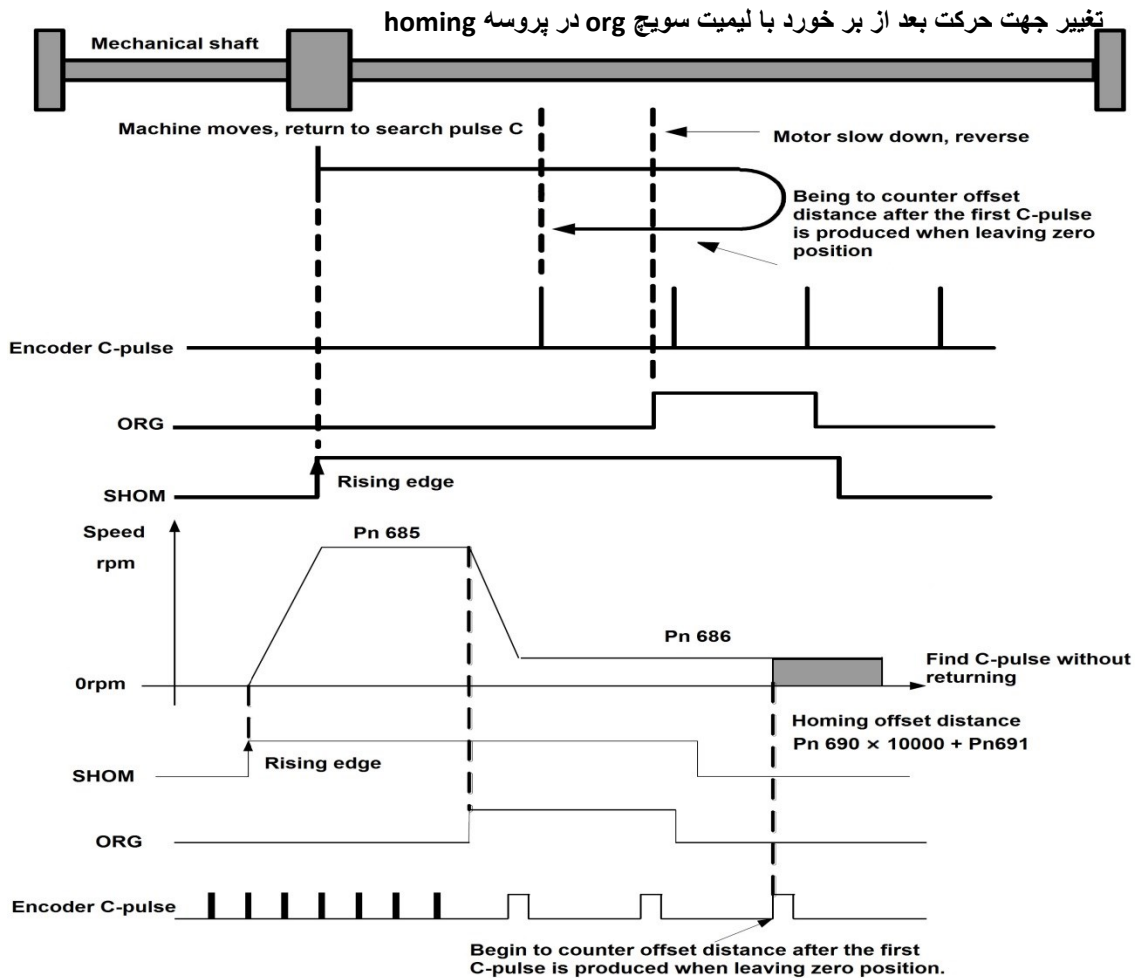 تغییر جهت حرکت بعد از بر خورد با لیمیت سویچ org در پروسه homing
Mechanical shaft
Machine moves, return to search pulse C
Motor slow down, reverse
Being to counter offset
distance after the first C-pulse
is produced when leaving zero
position
Encoder C-pulse
ORG
Rising edge
SHOM
Speed
rpm
Pn 685
Pn 686
0rpm
Find C-pulse without
returning
Homing offset distance
Pn 690 × 10000 + Pn691
Rising edge
SHOM
ORG
Encoder C-pulse
Begin to counter offset distance after the first
C-pulse is produced when leaving zero position.